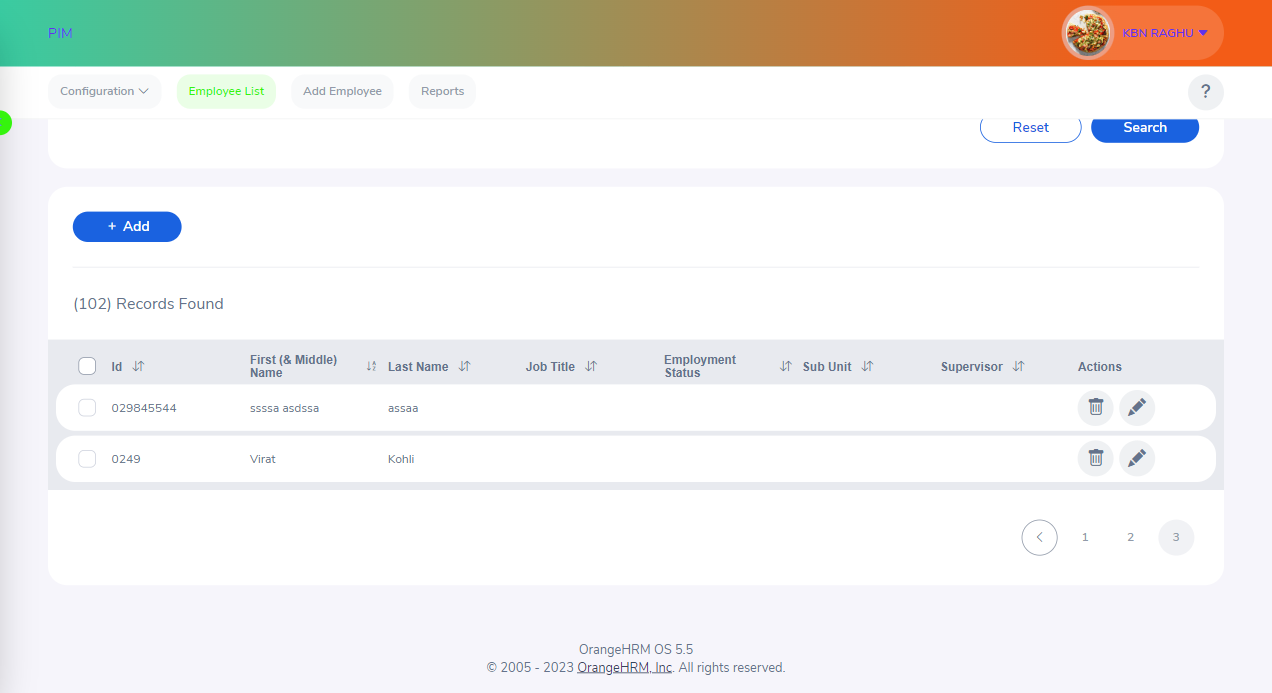 PIM
KBN RAGHU
Configuration
Employee List
Add Employee
Reports
?
Reset
Search
+ Add
(102) Records Found
Id
First (& Middle)
Name
Last Name
Job Title
Employment
Status
Sub Unit
Supervisor
Actions
029845544
ssssa asdssa
assaa
0249
Virat
Kohli
1
2
3
OrangeHRM OS 5.5
© 2005 - 2023 OrangeHRM, Inc. All rights reserved.